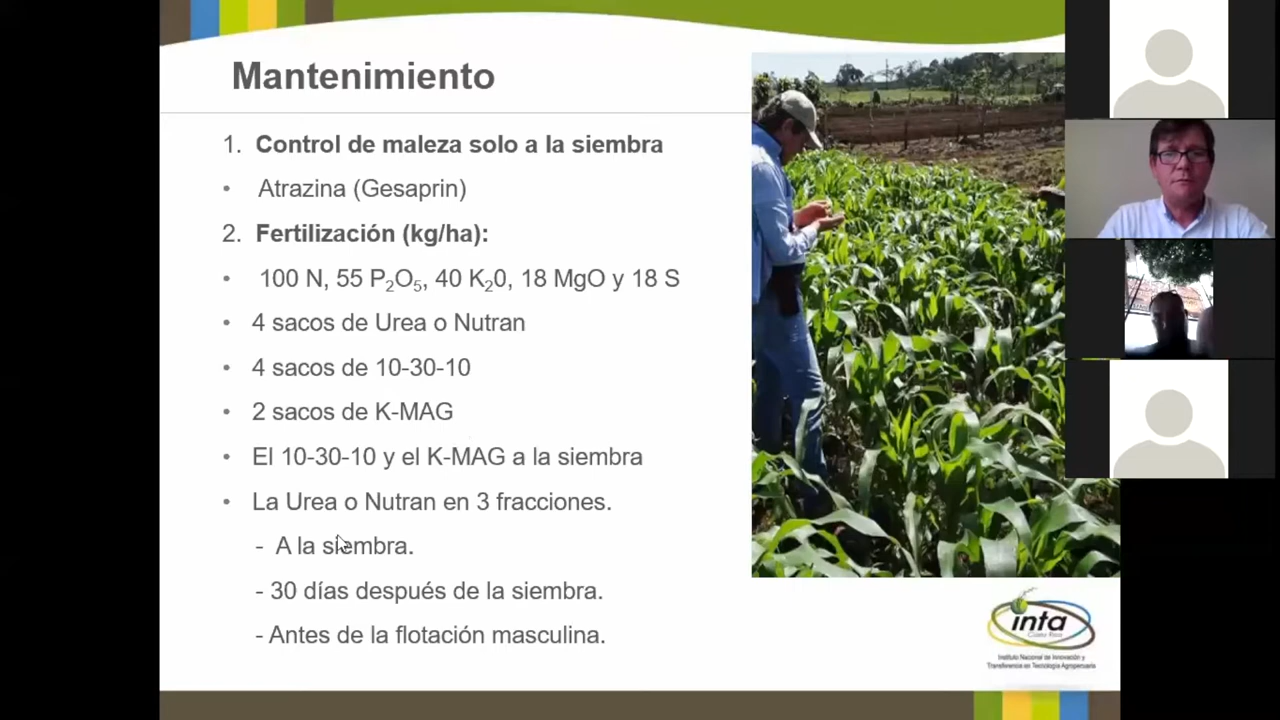 Mantenimiento
1. Control de maleza solo a la siembra
• Atrazina (Gesaprin)
2. Fertilización (kg/ha):
• 100 N, 55 P₂O₅, 40 K₂0, 18 MgO y 18 S
• 4 sacos de Urea o Nutran
• 4 sacos de 10-30-10
• 2 sacos de K-MAG
• El 10-30-10 y el K-MAG a la siembra
• La Urea o Nutran en 3 fracciones.
- A la siembra.
- 30 días después de la siembra.
- Antes de la flotación masculina.
inta
Costa Rica
Instituto Nacional de Innovación y
Transferencia en Tecnología Agropecuaria